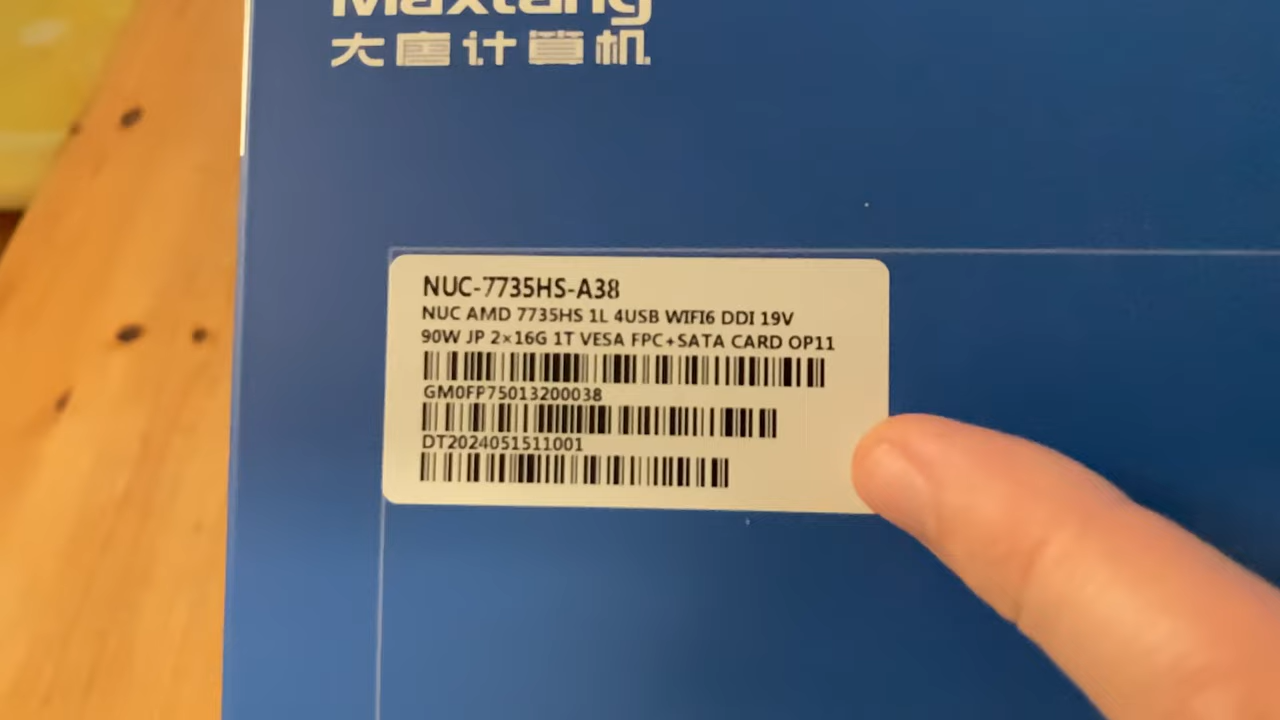 Maxtang
大唐计算机
NUC-7735HS-A38
NUC AMD 7735HS 1L 4USB WIFI6 DDI 19V
90W JP 2×16G 1T VESA FPC+SATA CARD OP11
GM0FP75013200038
DT2024051511001